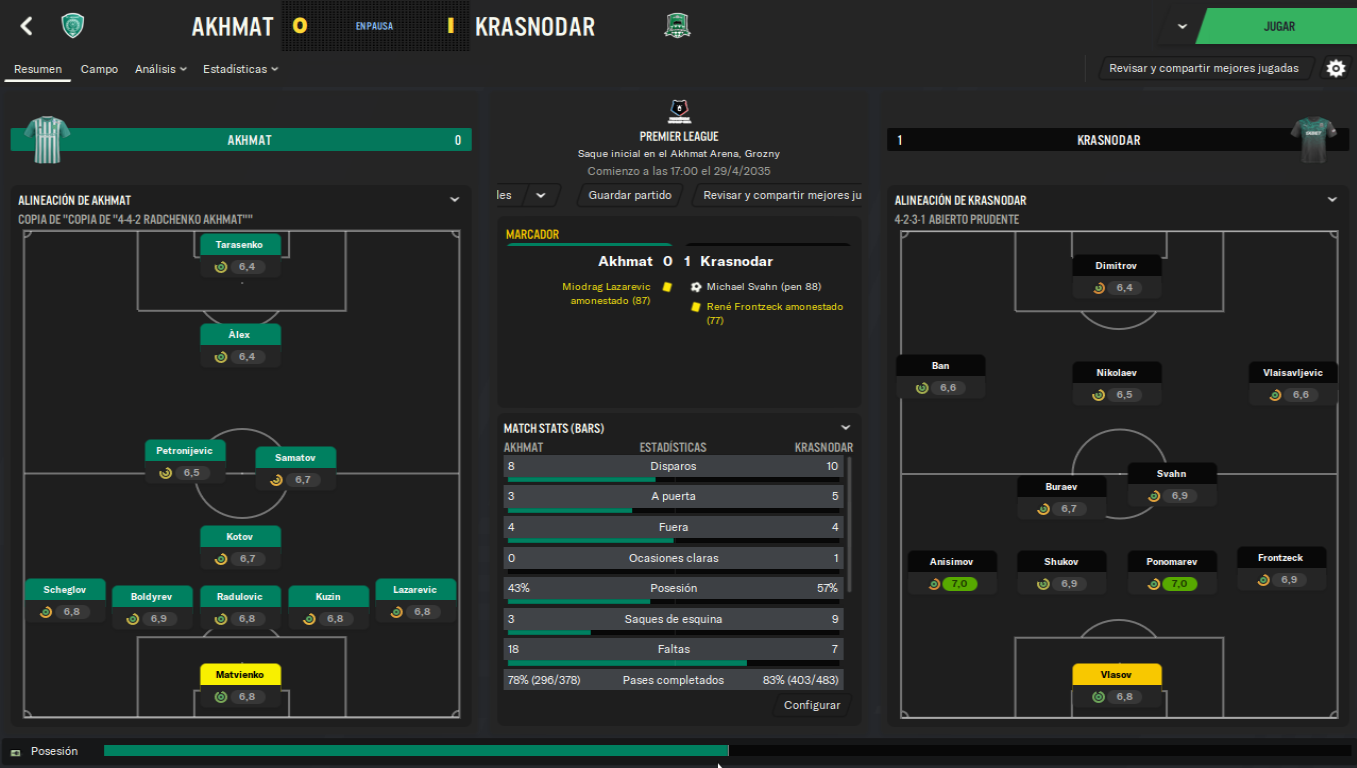 AKHMAT 0 EN PAUSA 1 KRASNODAR
JUGAR
Resumen Campo Análisis Estadísticas
Revisar y compartir mejores jugadas
AKHMAT 0
ALINEACIÓN DE AKHMAT
COPIA DE "COPIA DE "4-4-2 RADCHENKO AKHMAT""
Tarasenko
6,4
Àlex
6,4
Petronijevic
6,5
Samatov
6,7
Kotov
6,7
Scheglov
6,8
Boldyrev
6,9
Radulovic
6,8
Kuzin
6,8
Lazarevic
6,8
Matvienko
6,8
PREMIER LEAGUE
Saque inicial en el Akhmat Arena, Grozny
Comienzo a las 17:00 el 29/4/2035
les
Guardar partido
Revisar y compartir mejores ju
MARCADOR
Akhmat 0 1 Krasnodar
Miodrag Lazarevic
amonestado (87)
Michael Svahn (pen 88)
René Frontzeck amonestado
(77)
MATCH STATS (BARS)
AKHMAT ESTADÍSTICAS KRASNODAR
8 Disparos 10
3 A puerta 5
4 Fuera 4
0 Ocasiones claras 1
43% Posesión 57%
3 Saques de esquina 9
18 Faltas 7
78% (296/378) Pases completados 83% (403/483)
Configurar
1 KRASNODAR
ALINEACIÓN DE KRASNODAR
4-2-3-1 ABIERTO PRUDENTE
Dimitrov
6,4
Ban
6,6
Nikolaev
6,5
Vlaisavljevic
6,6
Buraev
6,7
Svahn
6,9
Anisimov
7,0
Shukov
6,9
Ponomarev
7,0
Frontzeck
6,9
Vlasov
6,8
Posesión